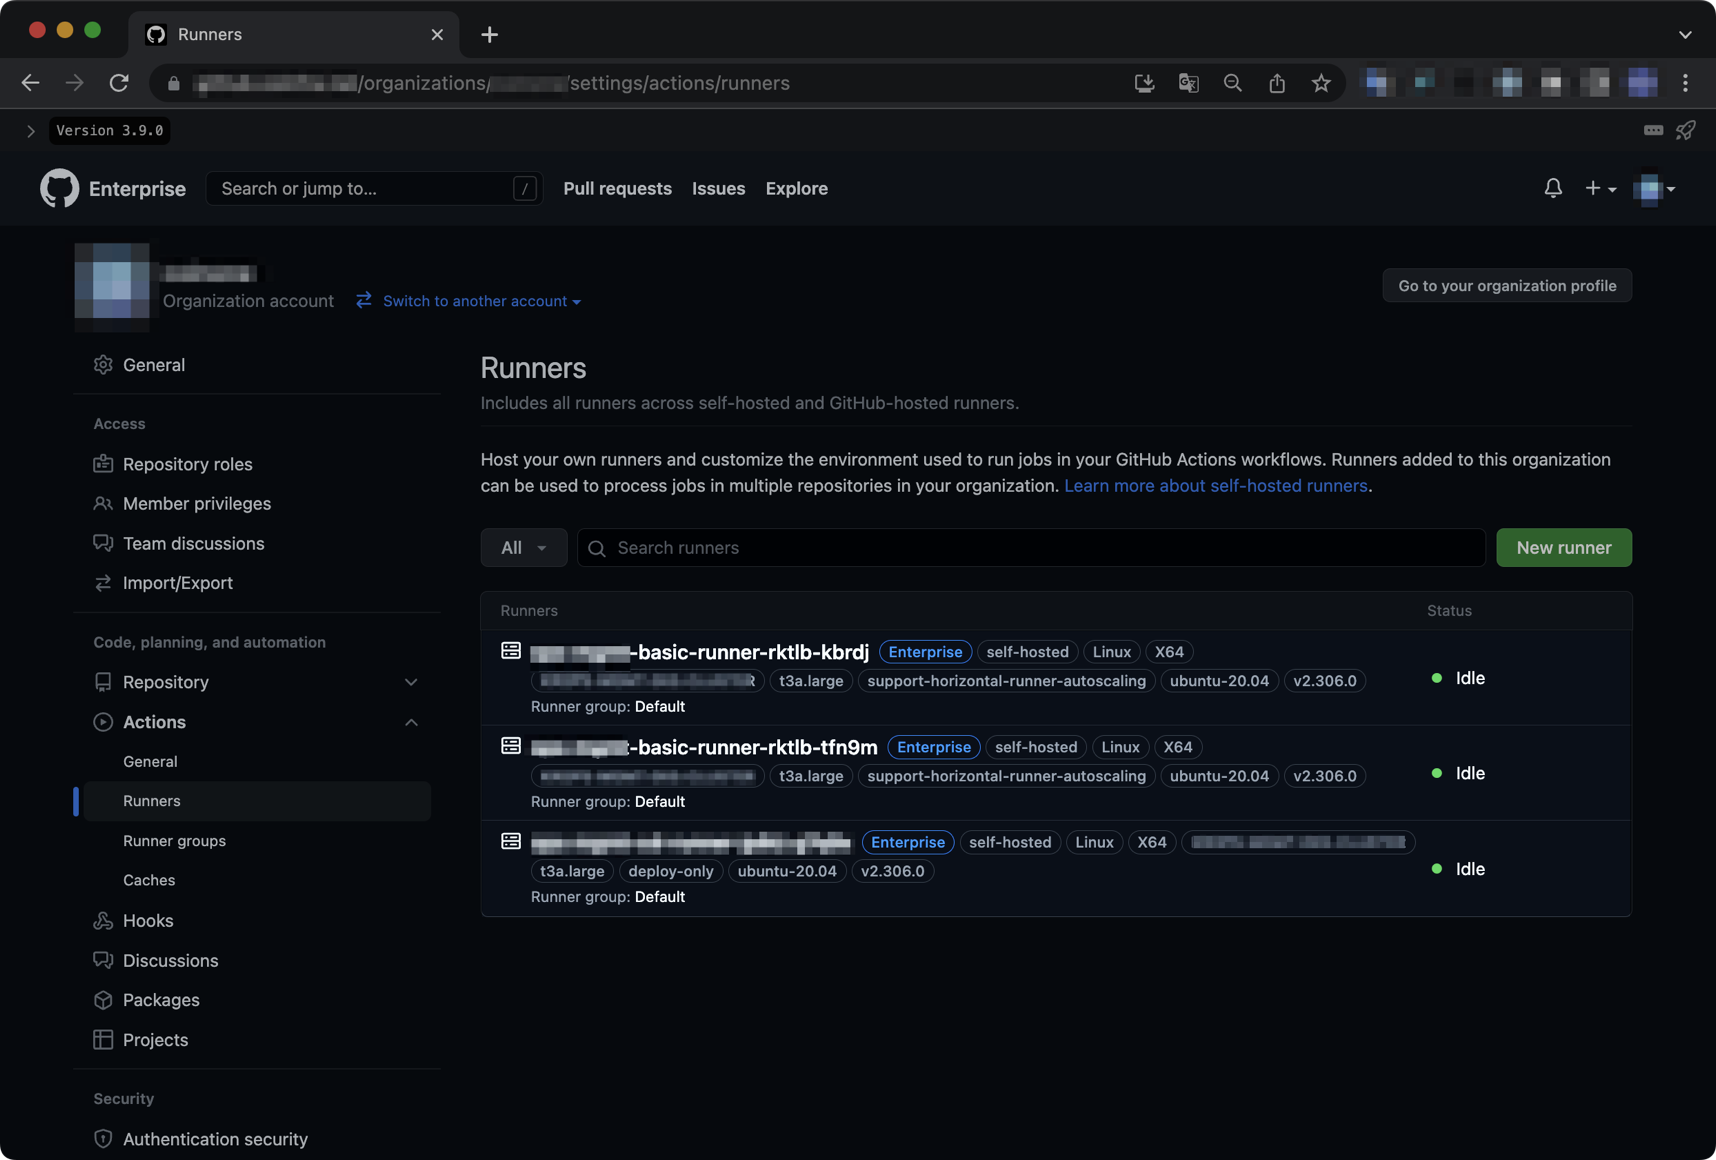 Runners
/organizations/ /settings/actions/runners
Version 3.9.0
Enterprise Search or jump to... / Pull requests Issues Explore
Organization account Switch to another account
Go to your organization profile
General
Access
Repository roles
Member privileges
Team discussions
Import/Export
Code, planning, and automation
Repository
Actions
General
Runners
Runner groups
Caches
Hooks
Discussions
Packages
Projects
Security
Authentication security
Runners
Includes all runners across self-hosted and GitHub-hosted runners.
Host your own runners and customize the environment used to run jobs in your GitHub Actions workflows. Runners added to this organization
can be used to process jobs in multiple repositories in your organization. Learn more about self-hosted runners.
All Search runners New runner
Runners Status
-basic-runner-rktlb-kbrdj Enterprise self-hosted Linux X64
t3a.large support-horizontal-runner-autoscaling ubuntu-20.04 v2.306.0
Idle
Runner group: Default
-basic-runner-rktlb-tfn9m Enterprise self-hosted Linux X64
t3a.large support-horizontal-runner-autoscaling ubuntu-20.04 v2.306.0
Idle
Runner group: Default
Enterprise self-hosted Linux X64
t3a.large deploy-only ubuntu-20.04 v2.306.0
Idle
Runner group: Default